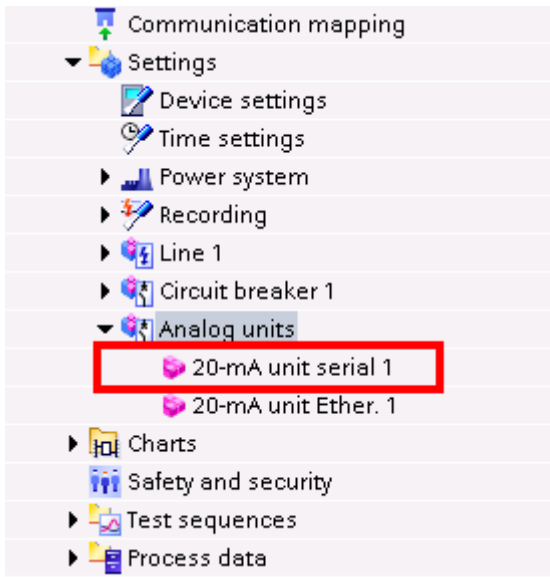 Communication mapping
Settings
Device settings
Time settings
Power system
Recording
Line 1
Circuit breaker 1
Analog units
20-mA unit serial 1
20-mA unit Ether. 1
Charts
Safety and security
Test sequences
Process data